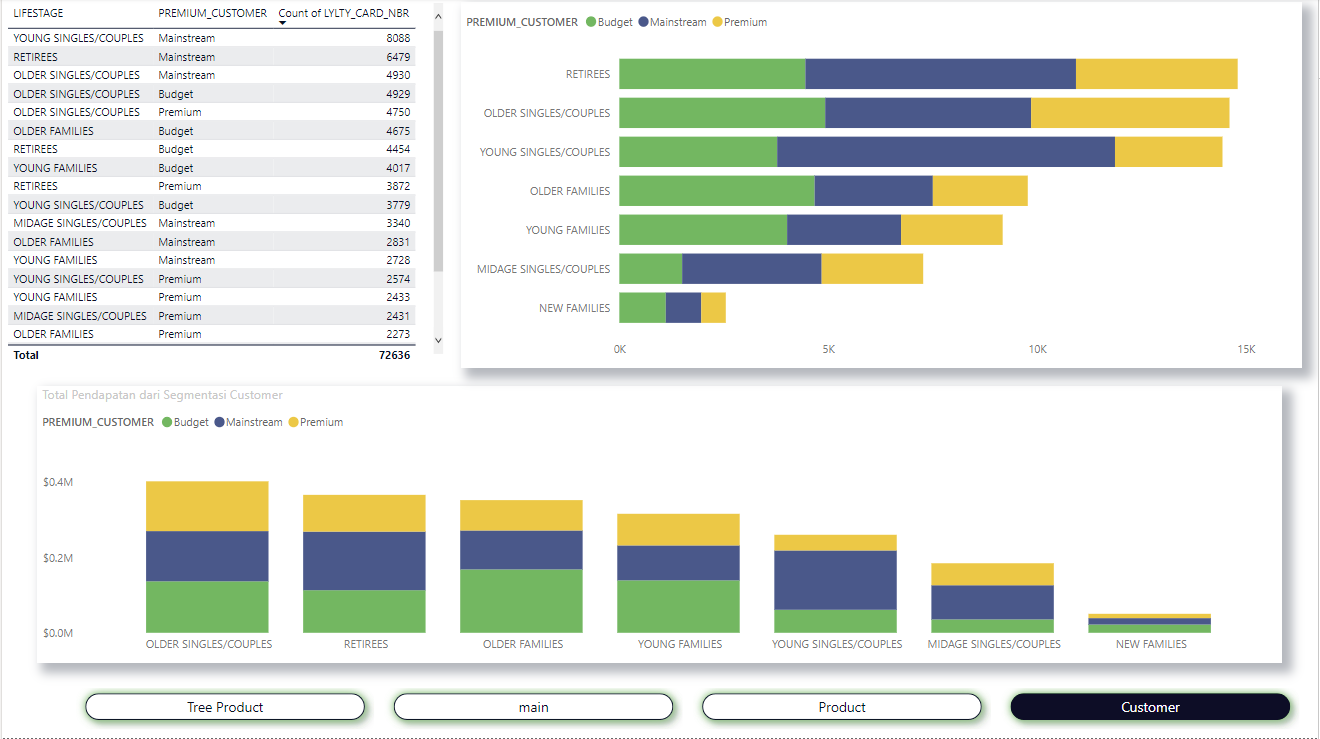 LIFESTAGE PREMIUM_CUSTOMER Count of LYLTY_CARD_NBR
YOUNG SINGLES/COUPLES Mainstream 8088
RETIREES Mainstream 6479
OLDER SINGLES/COUPLES Mainstream 4930
OLDER SINGLES/COUPLES Budget 4929
OLDER SINGLES/COUPLES Premium 4750
OLDER FAMILIES Budget 4675
RETIREES Budget 4454
YOUNG FAMILIES Budget 4017
RETIREES Premium 3872
YOUNG SINGLES/COUPLES Budget 3779
MIDAGE SINGLES/COUPLES Mainstream 3340
OLDER FAMILIES Mainstream 2831
YOUNG FAMILIES Mainstream 2728
YOUNG SINGLES/COUPLES Premium 2574
YOUNG FAMILIES Premium 2433
MIDAGE SINGLES/COUPLES Premium 2431
OLDER FAMILIES Premium 2273
Total 72636
PREMIUM_CUSTOMER Budget Mainstream Premium
RETIREES
OLDER SINGLES/COUPLES
YOUNG SINGLES/COUPLES
OLDER FAMILIES
YOUNG FAMILIES
MIDAGE SINGLES/COUPLES
NEW FAMILIES
0K 5K 10K 15K
Total Pendapatan dari Segmentasi Customer
PREMIUM_CUSTOMER Budget Mainstream Premium
$0.4M
$0.2M
$0.0M
OLDER SINGLES/COUPLES RETIREES OLDER FAMILIES YOUNG FAMILIES YOUNG SINGLES/COUPLES MIDAGE SINGLES/COUPLES NEW FAMILIES
Tree Product main Product Customer